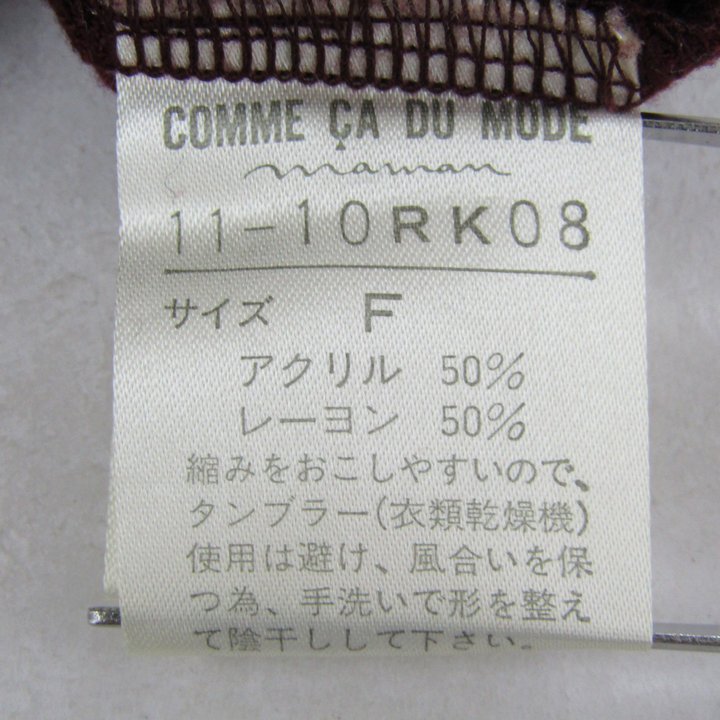 COMME ÇA DU MODE
maman
11-10RK08
サイズ F
アクリル 50%
レーヨン 50%
縮みをおこしやすいので、
タンブラー(衣類乾燥機)
使用は避け、風合いを保
つ為、手洗いで形を整え
て陰干しして下さい。